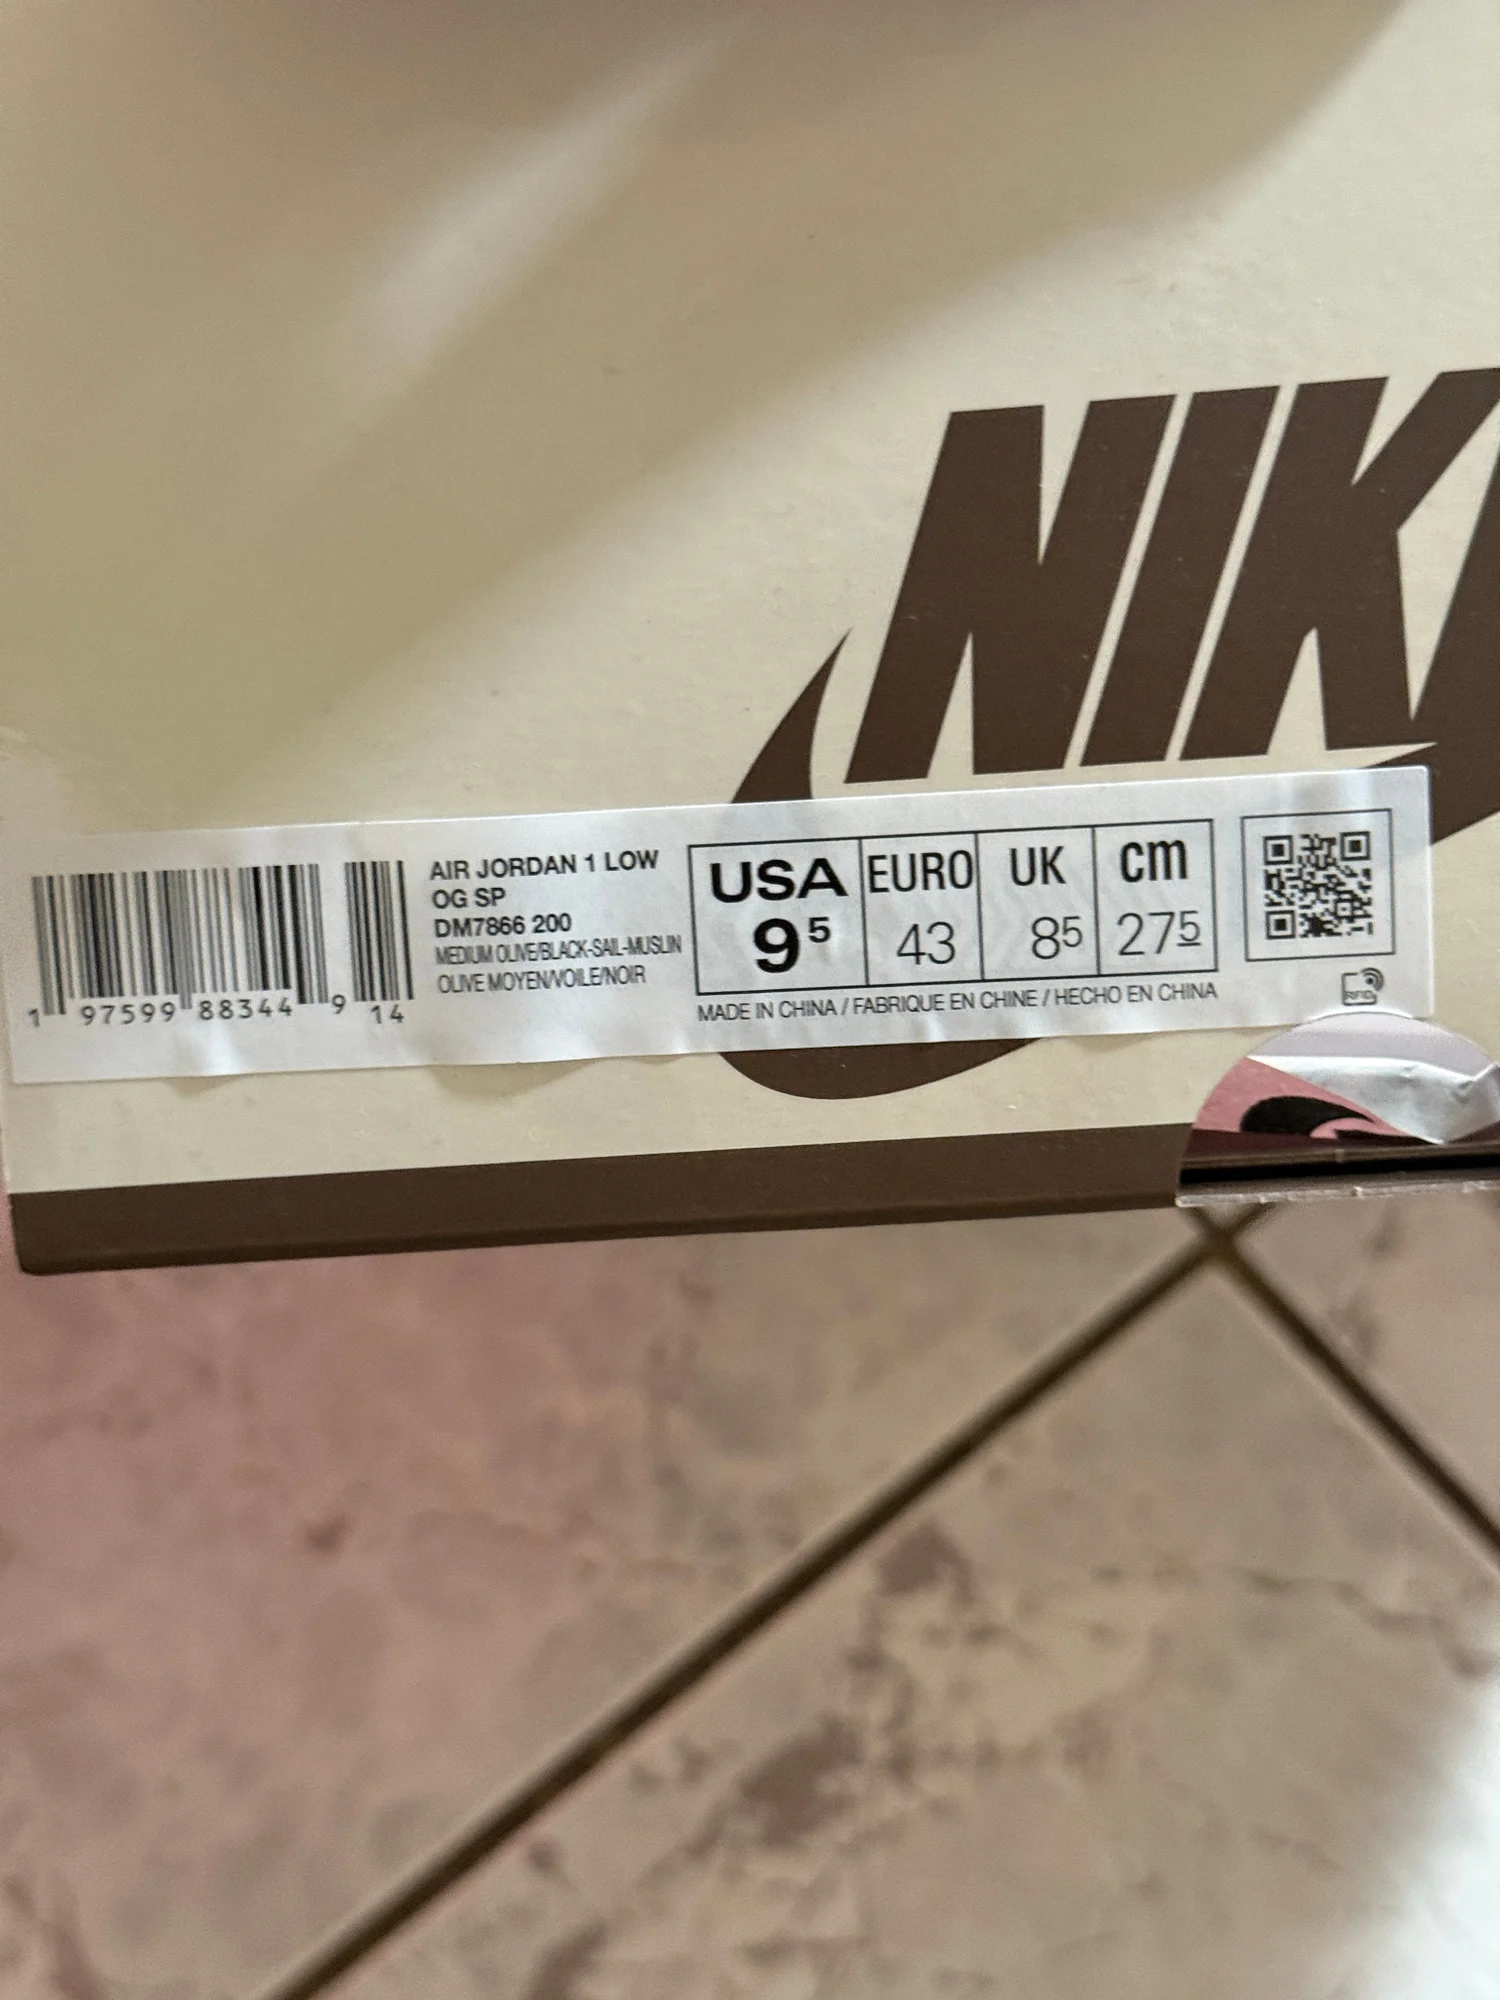 NIKE
AIR JORDAN 1 LOW
OG SP
DM7866 200
MEDIUM OLIVE/BLACK-SAIL-MUSLIN
OLIVE MOYEN/VOILE/NOIR
1 97599 88344 9 14
USA EURO UK cm
9⁵ 43 8⁵ 27⁵
MADE IN CHINA / FABRIQUE EN CHINE / HECHO EN CHINA
RFID